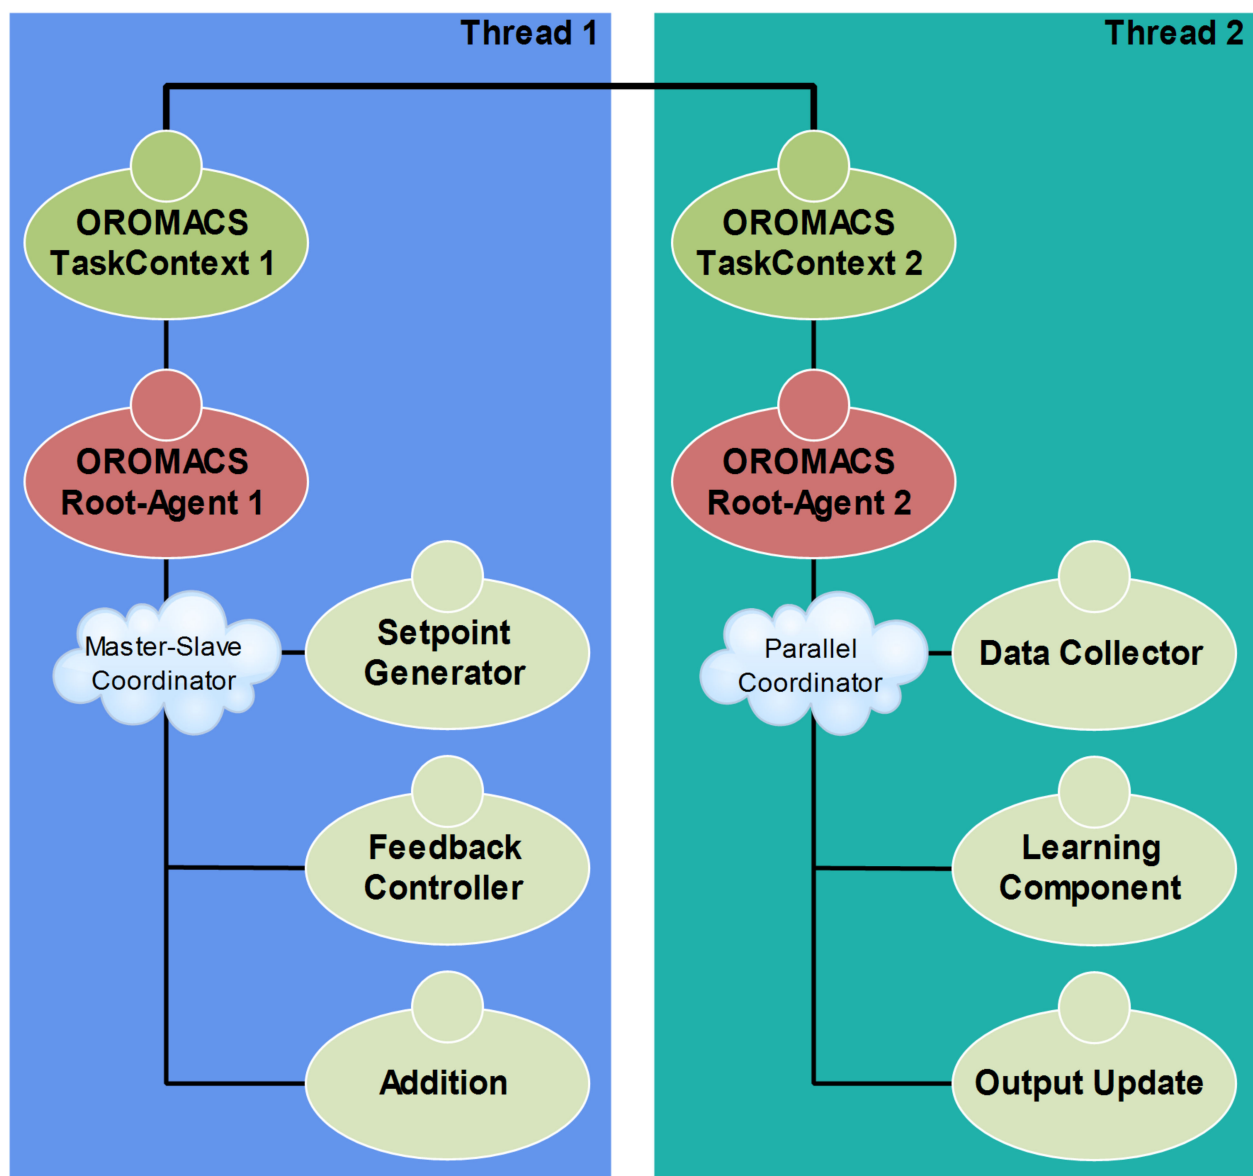 Thread 1
OROMACS
TaskContext 1
OROMACS
Root-Agent 1
Master-Slave
Coordinator
Setpoint
Generator
Feedback
Controller
Addition
Thread 2
OROMACS
TaskContext 2
OROMACS
Root-Agent 2
Parallel
Coordinator
Data Collector
Learning
Component
Output Update